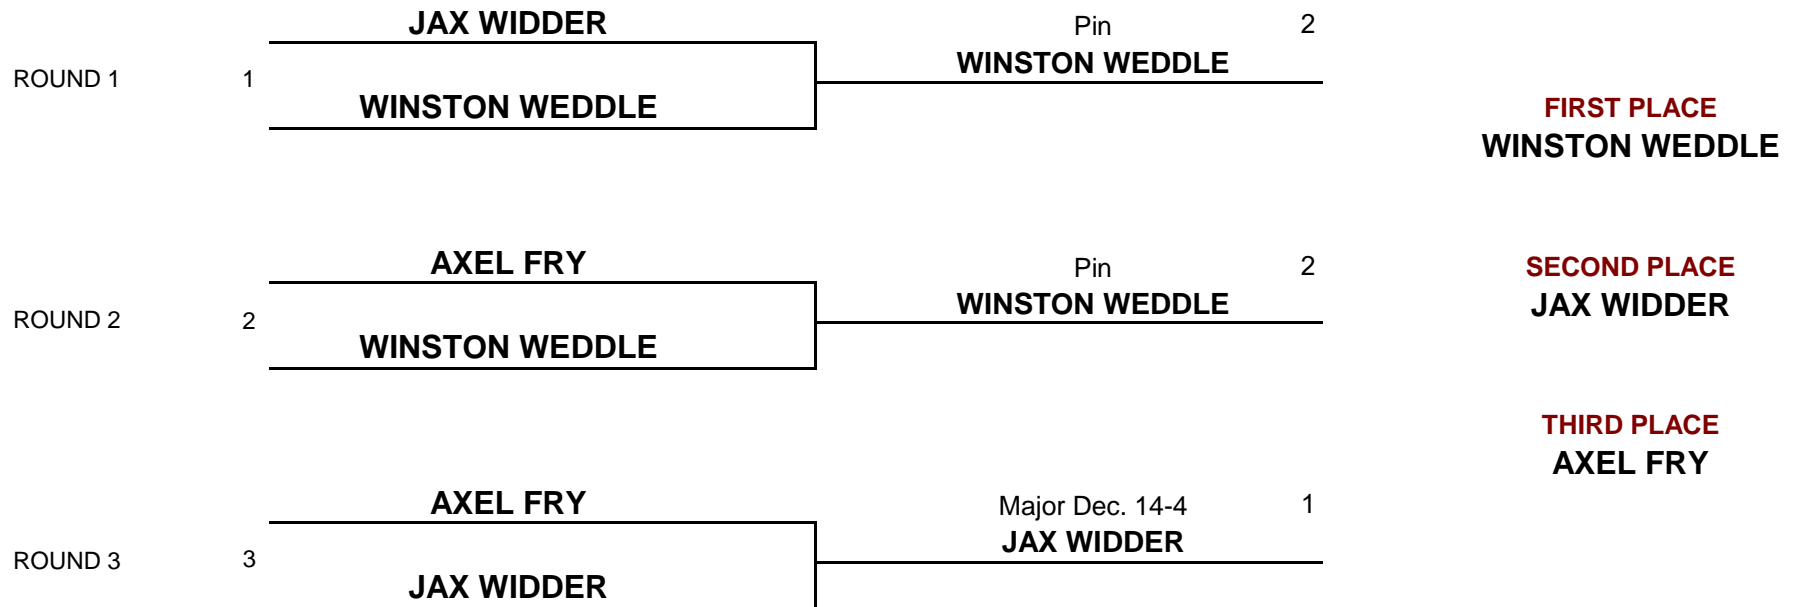 JAX WIDDER
Pin 2
WINSTON WEDDLE
ROUND 1 1
WINSTON WEDDLE
FIRST PLACE
WINSTON WEDDLE
AXEL FRY
Pin 2
SECOND PLACE
WINSTON WEDDLE
JAX WIDDER
ROUND 2 2
WINSTON WEDDLE
THIRD PLACE
AXEL FRY
AXEL FRY
Major Dec. 14-4 1
JAX WIDDER
ROUND 3 3
JAX WIDDER